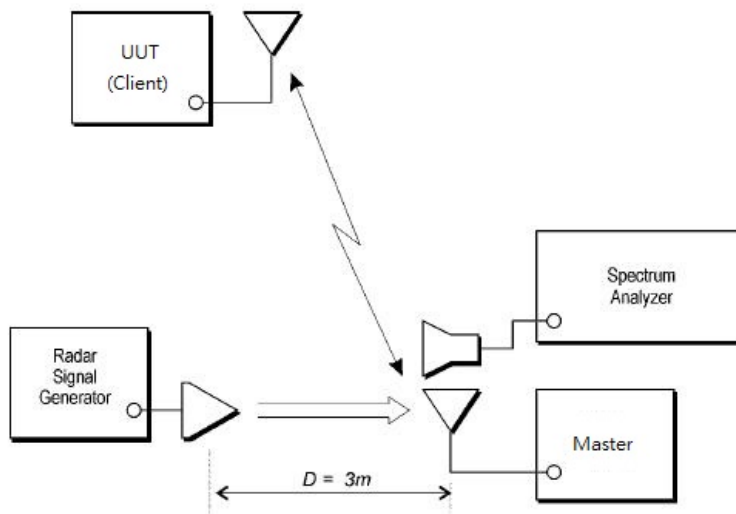 UUT
(Client)
Spectrum
Analyzer
Radar
Signal
Generator
Master
D = 3m